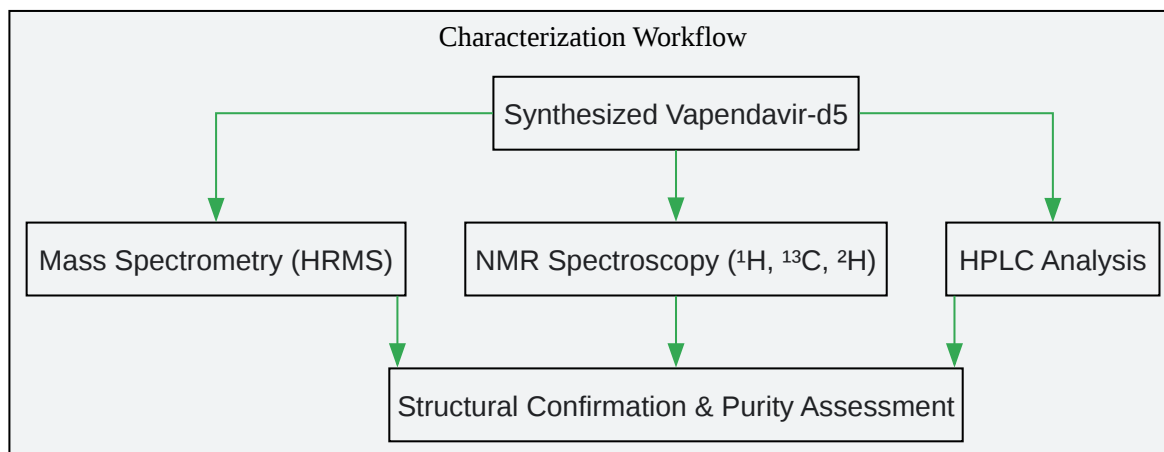 Characterization Workflow
Synthesized Vapendavir-d5
Mass Spectrometry (HRMS)
NMR Spectroscopy (¹H, ¹³C, ²H)
HPLC Analysis
Structural Confirmation & Purity Assessment